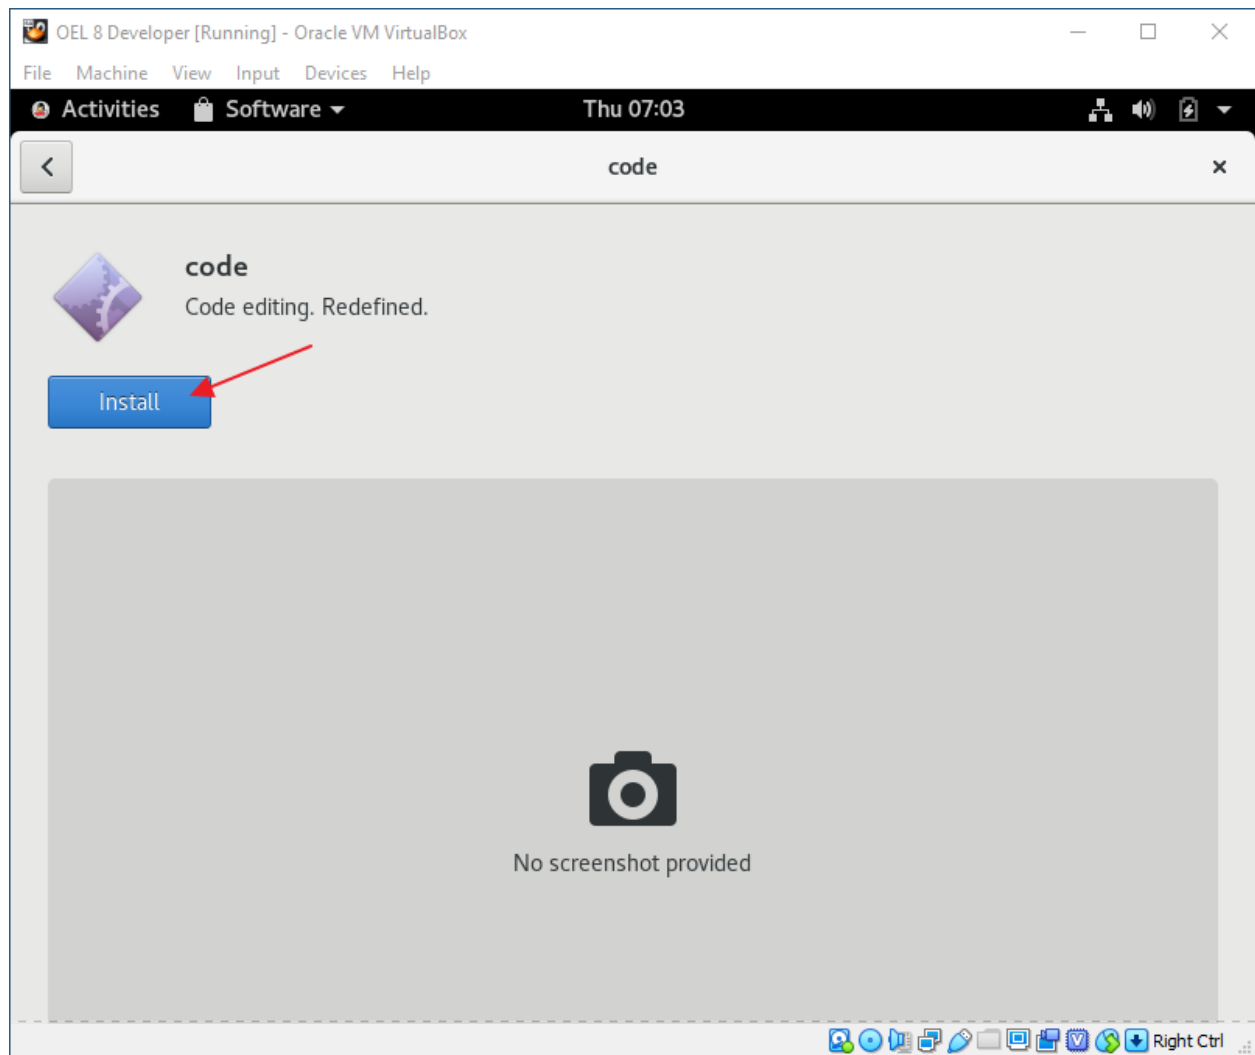 OEL 8 Developer [Running] - Oracle VM VirtualBox
File Machine View Input Devices Help
Activities Software Thu 07:03
code
code
Code editing. Redefined.
Install
No screenshot provided
Right Ctrl